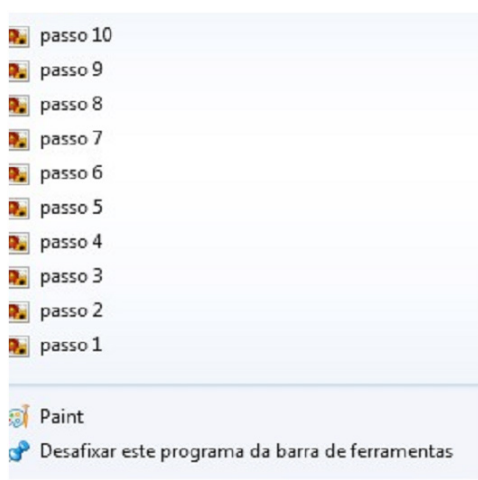 passo 10
passo 9
passo 8
passo 7
passo 6
passo 5
passo 4
passo 3
passo 2
passo 1
Paint
Desafixar este programa da barra de ferramentas